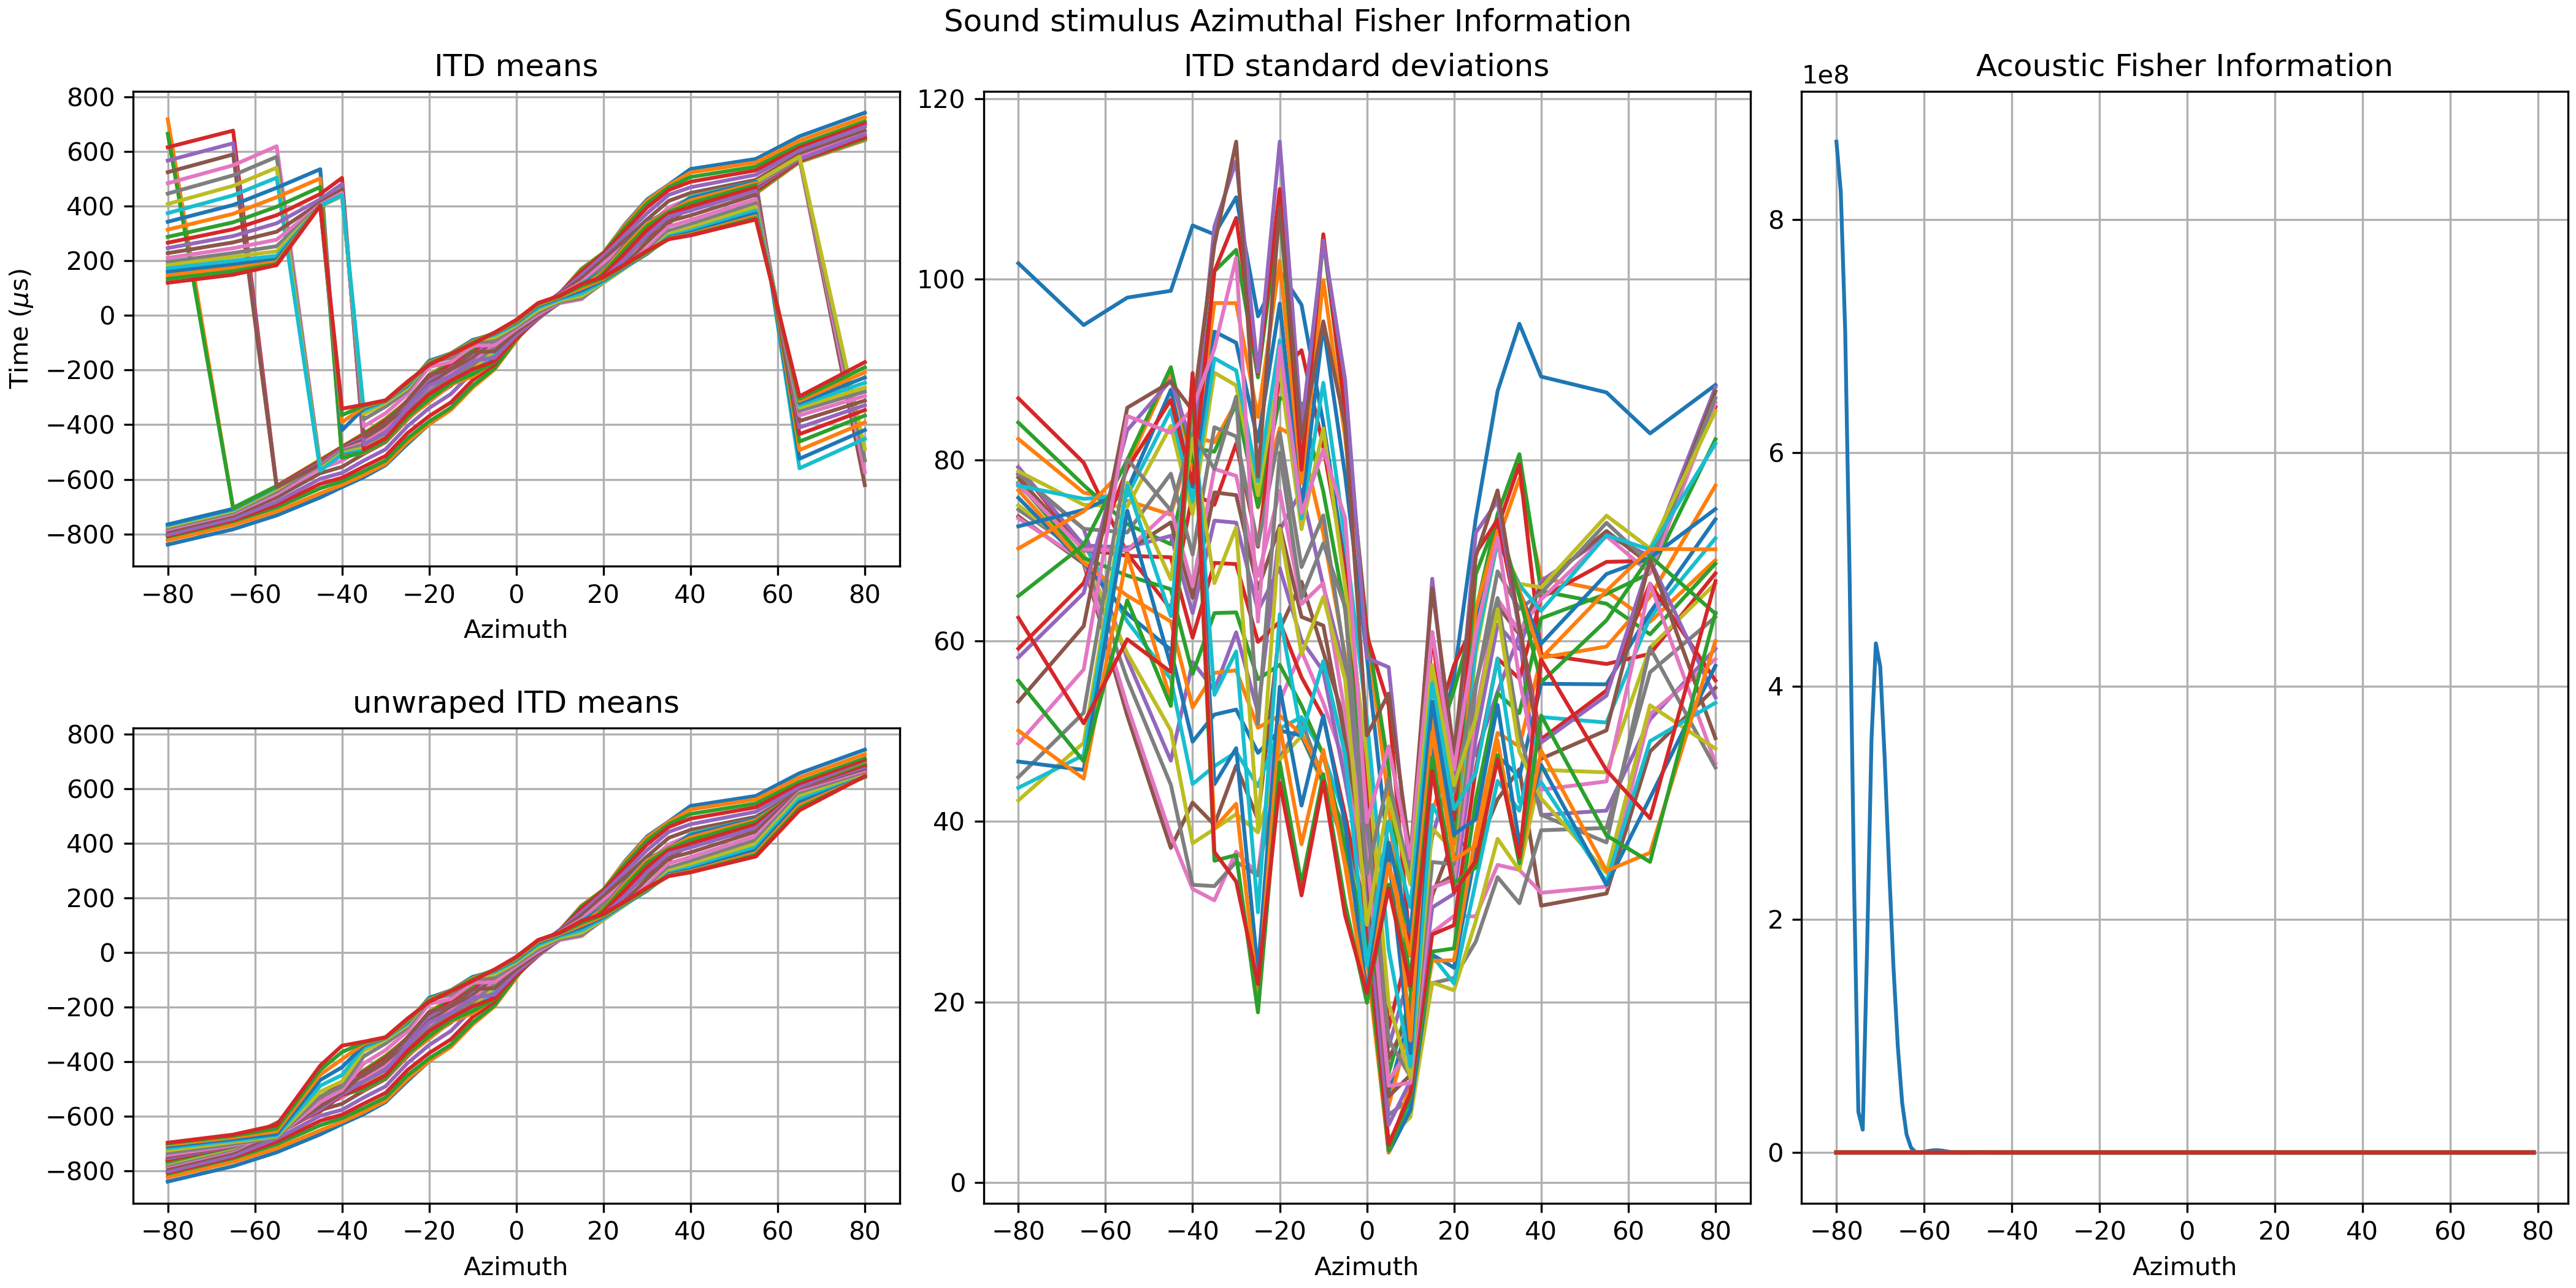 Sound stimulus Azimuthal Fisher Information
ITD means
800
600
400
200
0
−200
−400
−600
−800
Time (μs)
−80 −60 −40 −20 0 20 40 60 80
Azimuth
unwraped ITD means
800
600
400
200
0
−200
−400
−600
−800
−80 −60 −40 −20 0 20 40 60 80
Azimuth
ITD standard deviations
120
100
80
60
40
20
0
−80 −60 −40 −20 0 20 40 60 80
Azimuth
Acoustic Fisher Information
1e8
8
6
4
2
0
−80 −60 −40 −20 0 20 40 60 80
Azimuth